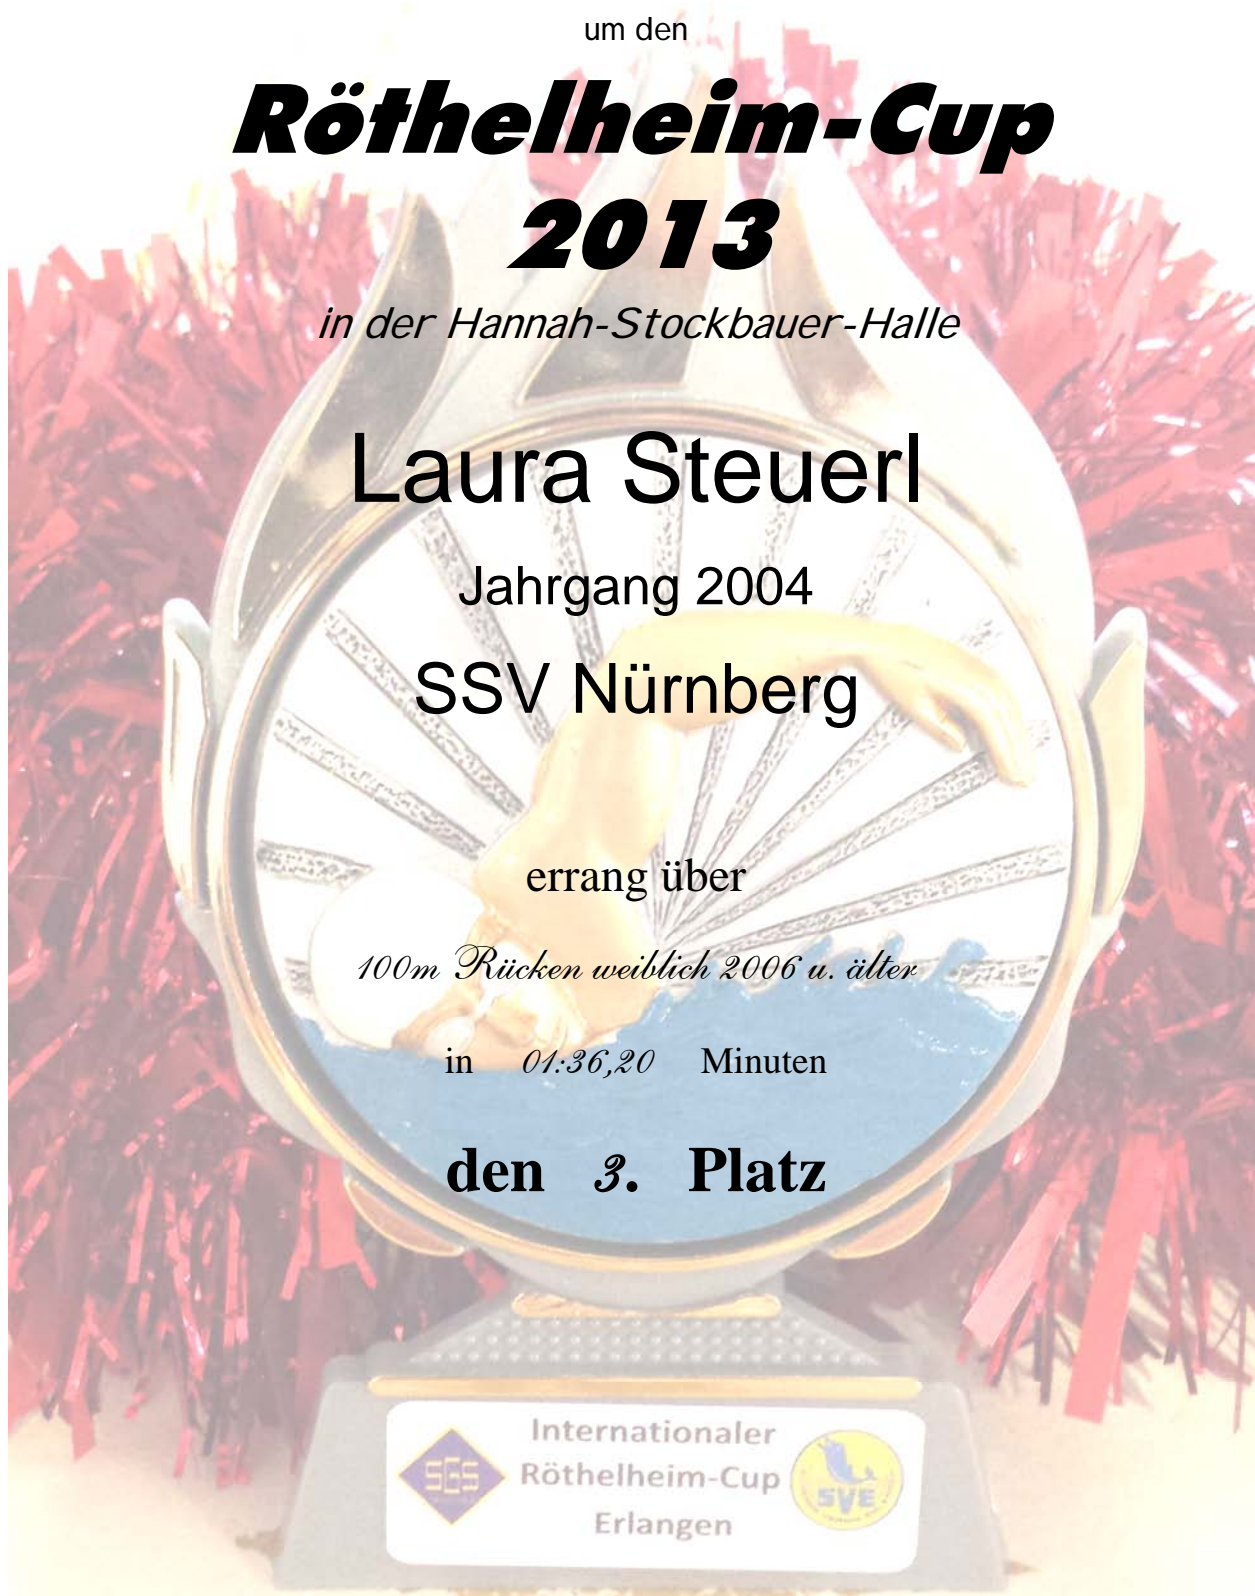 um den
Röthelheim-Cup
2013
in der Hannah-Stockbauer-Halle
Laura Steuerl
Jahrgang 2004
SSV Nürnberg
errang über
100m Rücken weiblich 2006 u. älter
in 01:36,20 Minuten
den 3. Platz
Internationaler
SGS Röthelheim-Cup SVE
Erlangen